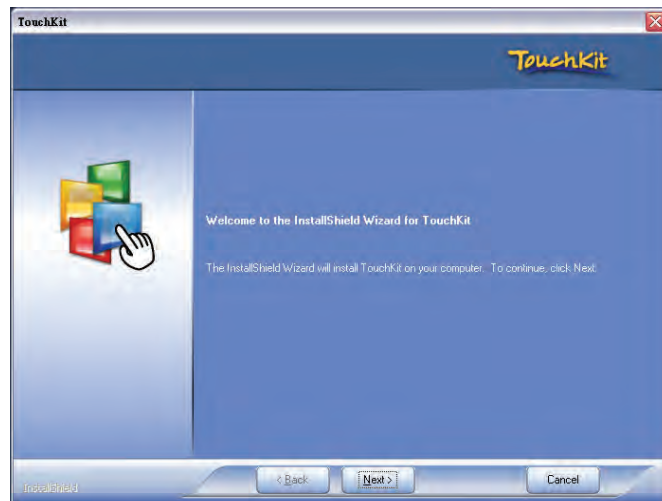 TouchKit
TouchKit
Welcome to the InstallShield Wizard for TouchKit
The InstallShield Wizard will install TouchKit on your computer. To continue, click Next.
< Back
Next >
Cancel
InstallShield